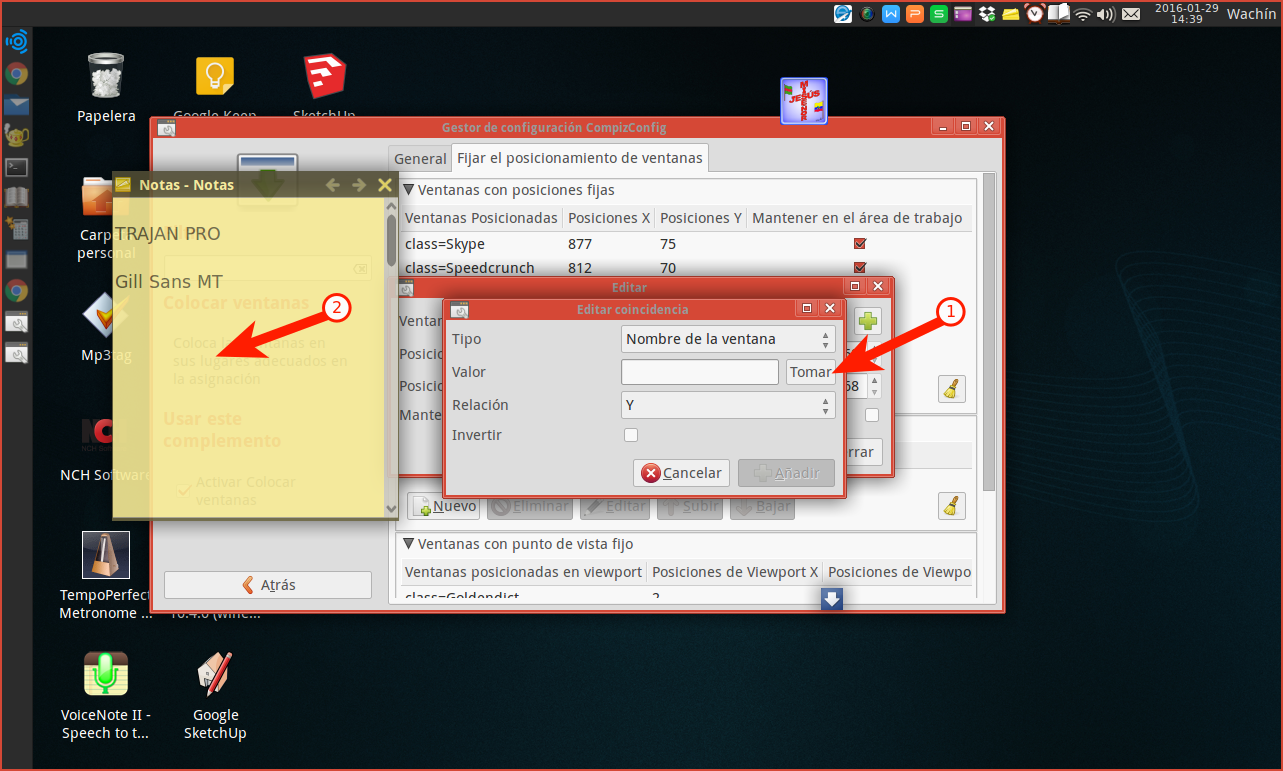 2016-01-29
14:39
Wachín
Papelera
Google Keep
SketchUp
Gestor de configuración CompizConfig
General
Fijar el posicionamiento de ventanas
Ventanas con posiciones fijas
Ventanas Posicionadas
Posiciones X
Posiciones Y
Mantener en el área de trabajo
class=Skype
877
75
class=Speedcrunch
812
70
Notas - Notas
TRAJAN PRO
Gill Sans MT
Colocar ventanas
Coloca las ventanas en
sus lugares adecuados en
la asignación
Usar este
complemento
Activar Colocar
ventanas
2
1
Editar
Ventan
Posicio
Posicio
68
Mante
rrar
Editar coincidencia
Tipo
Nombre de la ventana
Valor
Tomar
Relación
Y
Invertir
Cancelar
Añadir
Nuevo
Eliminar
Editar
Subir
Bajar
Ventanas con punto de vista fijo
Ventanas posicionadas en viewport
Posiciones de Viewport X
Posiciones de Viewpo
class=Goldendict
2
Atrás
Carp
personal
Mp3tag
NCH Software
TempoPerfect
Metronome ...
VoiceNote II -
Speech to t...
Google
SketchUp